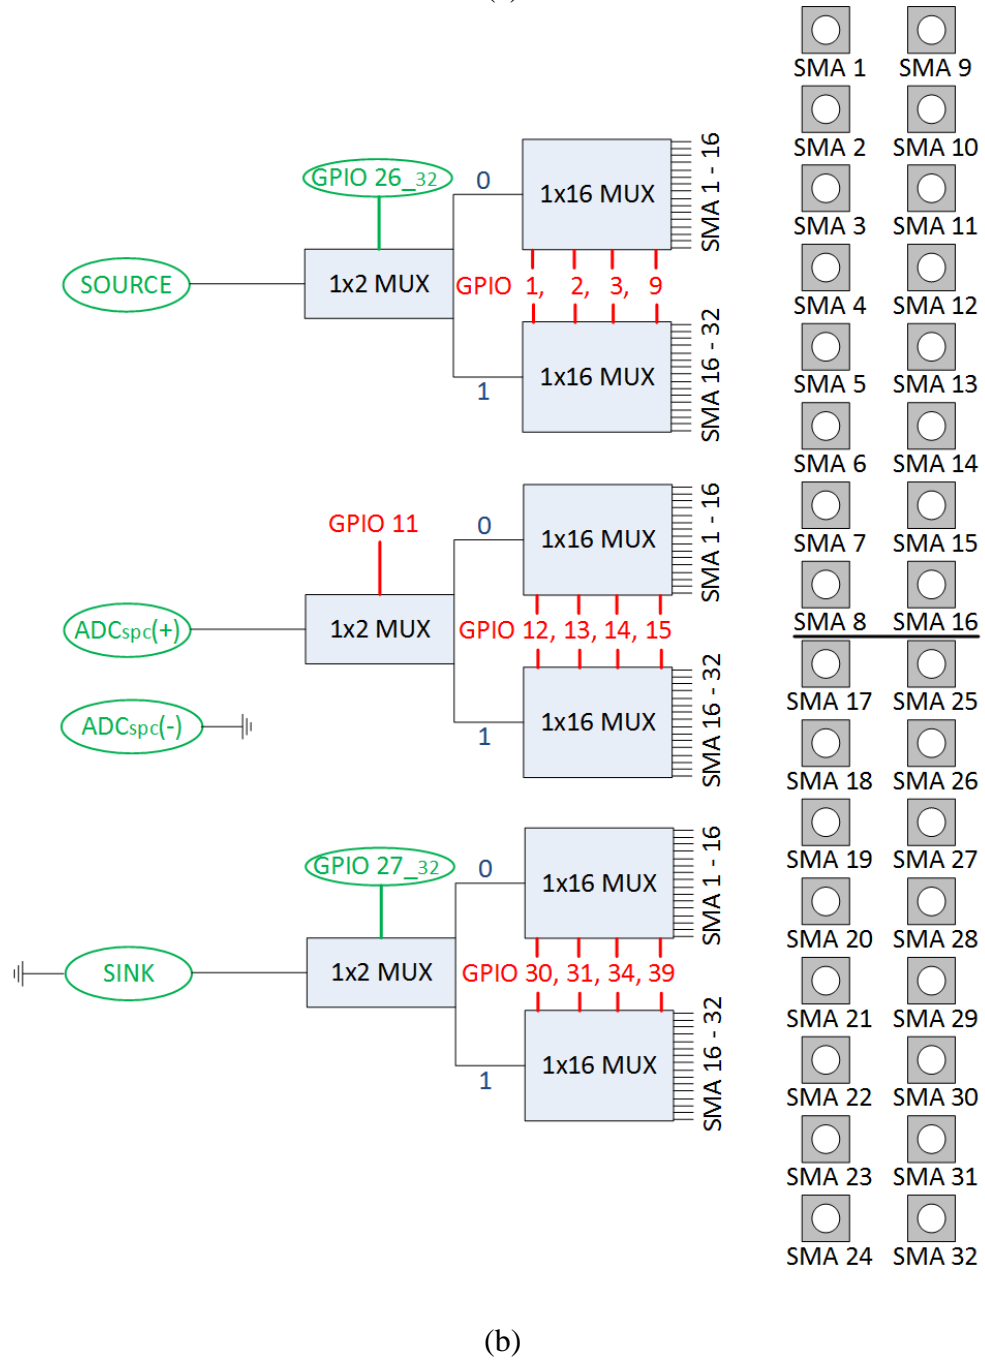 SMA 1 SMA 9
SMA 2 SMA 10
SMA 3 SMA 11
SMA 4 SMA 12
SMA 5 SMA 13
SMA 6 SMA 14
SMA 7 SMA 15
SMA 8 SMA 16
SMA 17 SMA 25
SMA 18 SMA 26
SMA 19 SMA 27
SMA 20 SMA 28
SMA 21 SMA 29
SMA 22 SMA 30
SMA 23 SMA 31
SMA 24 SMA 32
GPIO 26_32
0
1x16 MUX
SMA 1 - 16
SOURCE
1x2 MUX
GPIO 1, 2, 3, 9
1x16 MUX
SMA 16 - 32
1
GPIO 11
0
1x16 MUX
SMA 1 - 16
ADCspc(+)
1x2 MUX
GPIO 12, 13, 14, 15
ADCspc(-)
1x16 MUX
SMA 16 - 32
1
GPIO 27_32
0
1x16 MUX
SMA 1 - 16
SINK
1x2 MUX
GPIO 30, 31, 34, 39
1x16 MUX
SMA 16 - 32
1
(b)